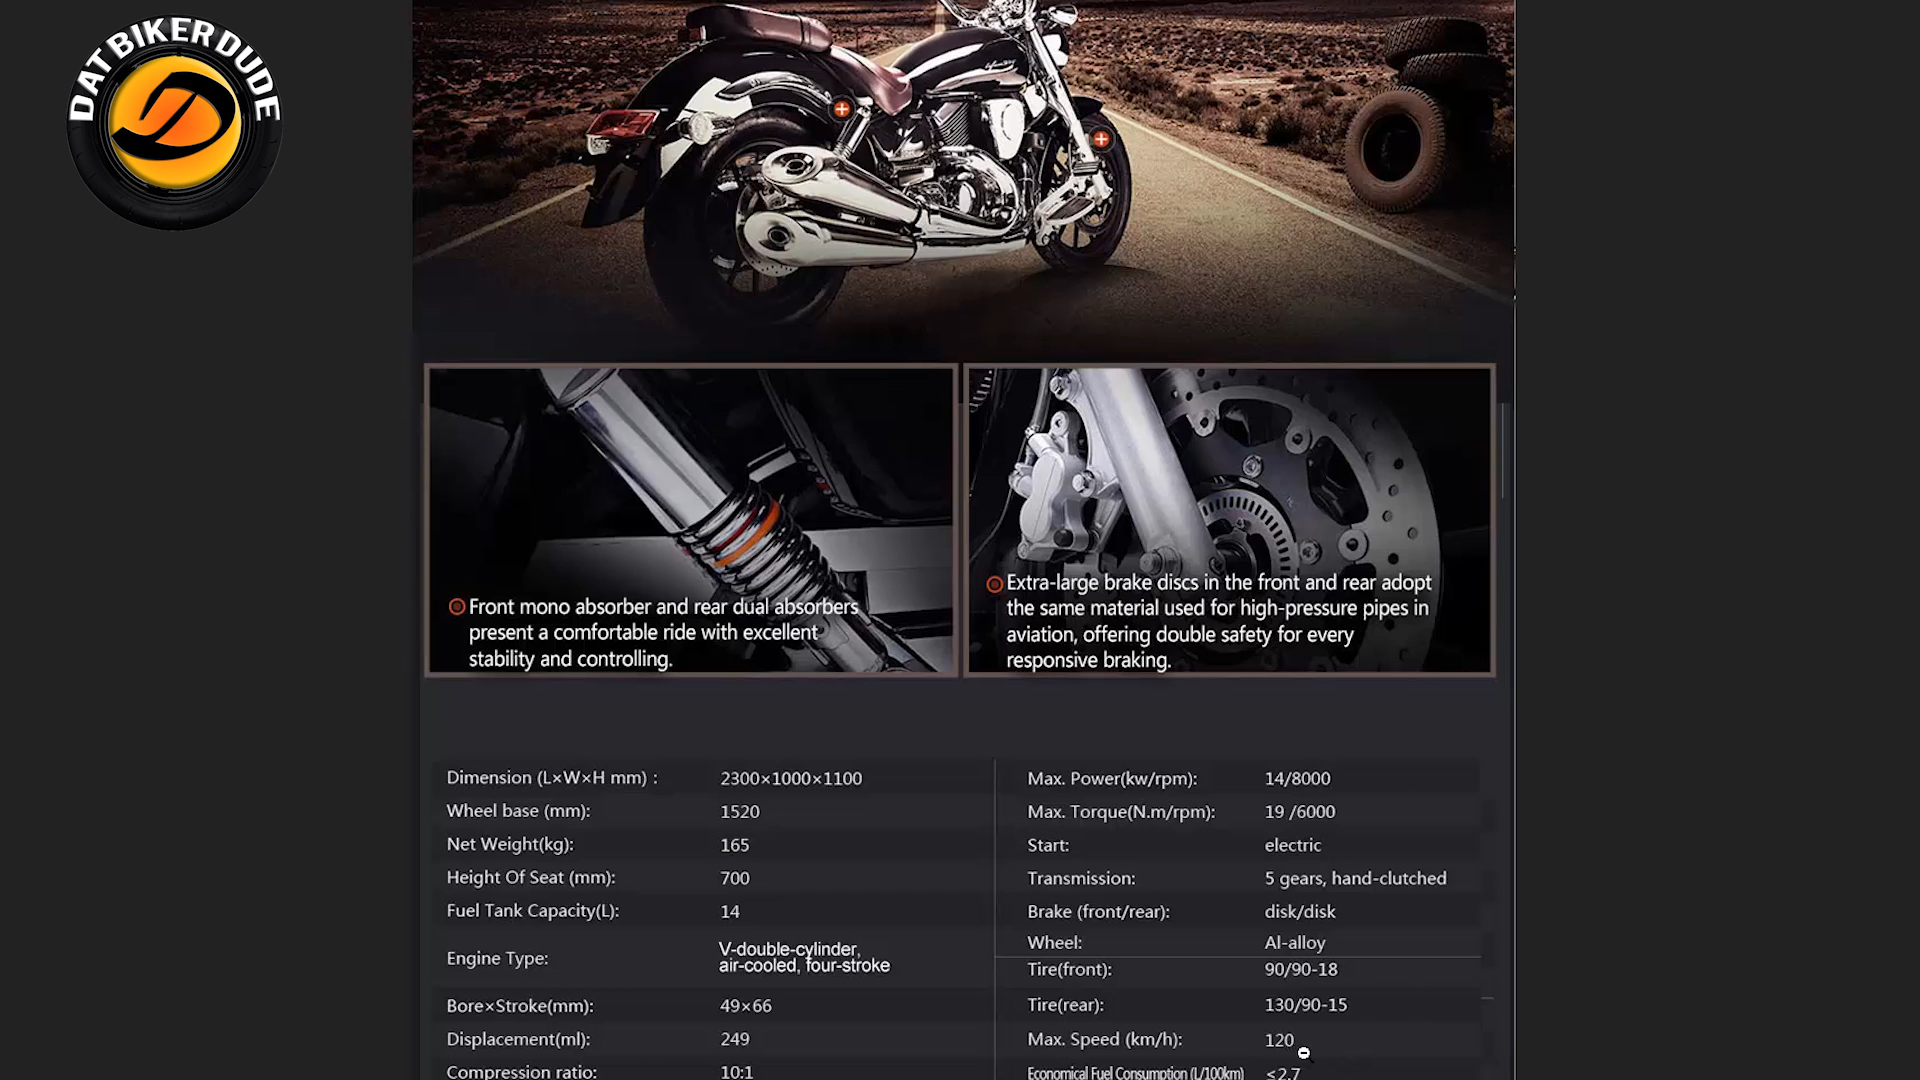 DATBIKERDUDE
Front mono absorber and rear dual absorbers
present a comfortable ride with excellent
stability and controlling.
Extra-large brake discs in the front and rear adopt
the same material used for high-pressure pipes in
aviation, offering double safety for every
responsive braking.
Dimension (L×W×H mm) : 2300×1000×1100
Wheel base (mm): 1520
Net Weight(kg): 165
Height Of Seat (mm): 700
Fuel Tank Capacity(L): 14
Engine Type: V-double-cylinder,
air-cooled, four-stroke
Bore×Stroke(mm): 49×66
Displacement(ml): 249
Compression ratio: 10:1
Max. Power(kw/rpm): 14/8000
Max. Torque(N.m/rpm): 19 /6000
Start: electric
Transmission: 5 gears, hand-clutched
Brake (front/rear): disk/disk
Wheel: Al-alloy
Tire(front): 90/90-18
Tire(rear): 130/90-15
Max. Speed (km/h): 120
Economical Fuel Consumption (L/100km) ≤2.7